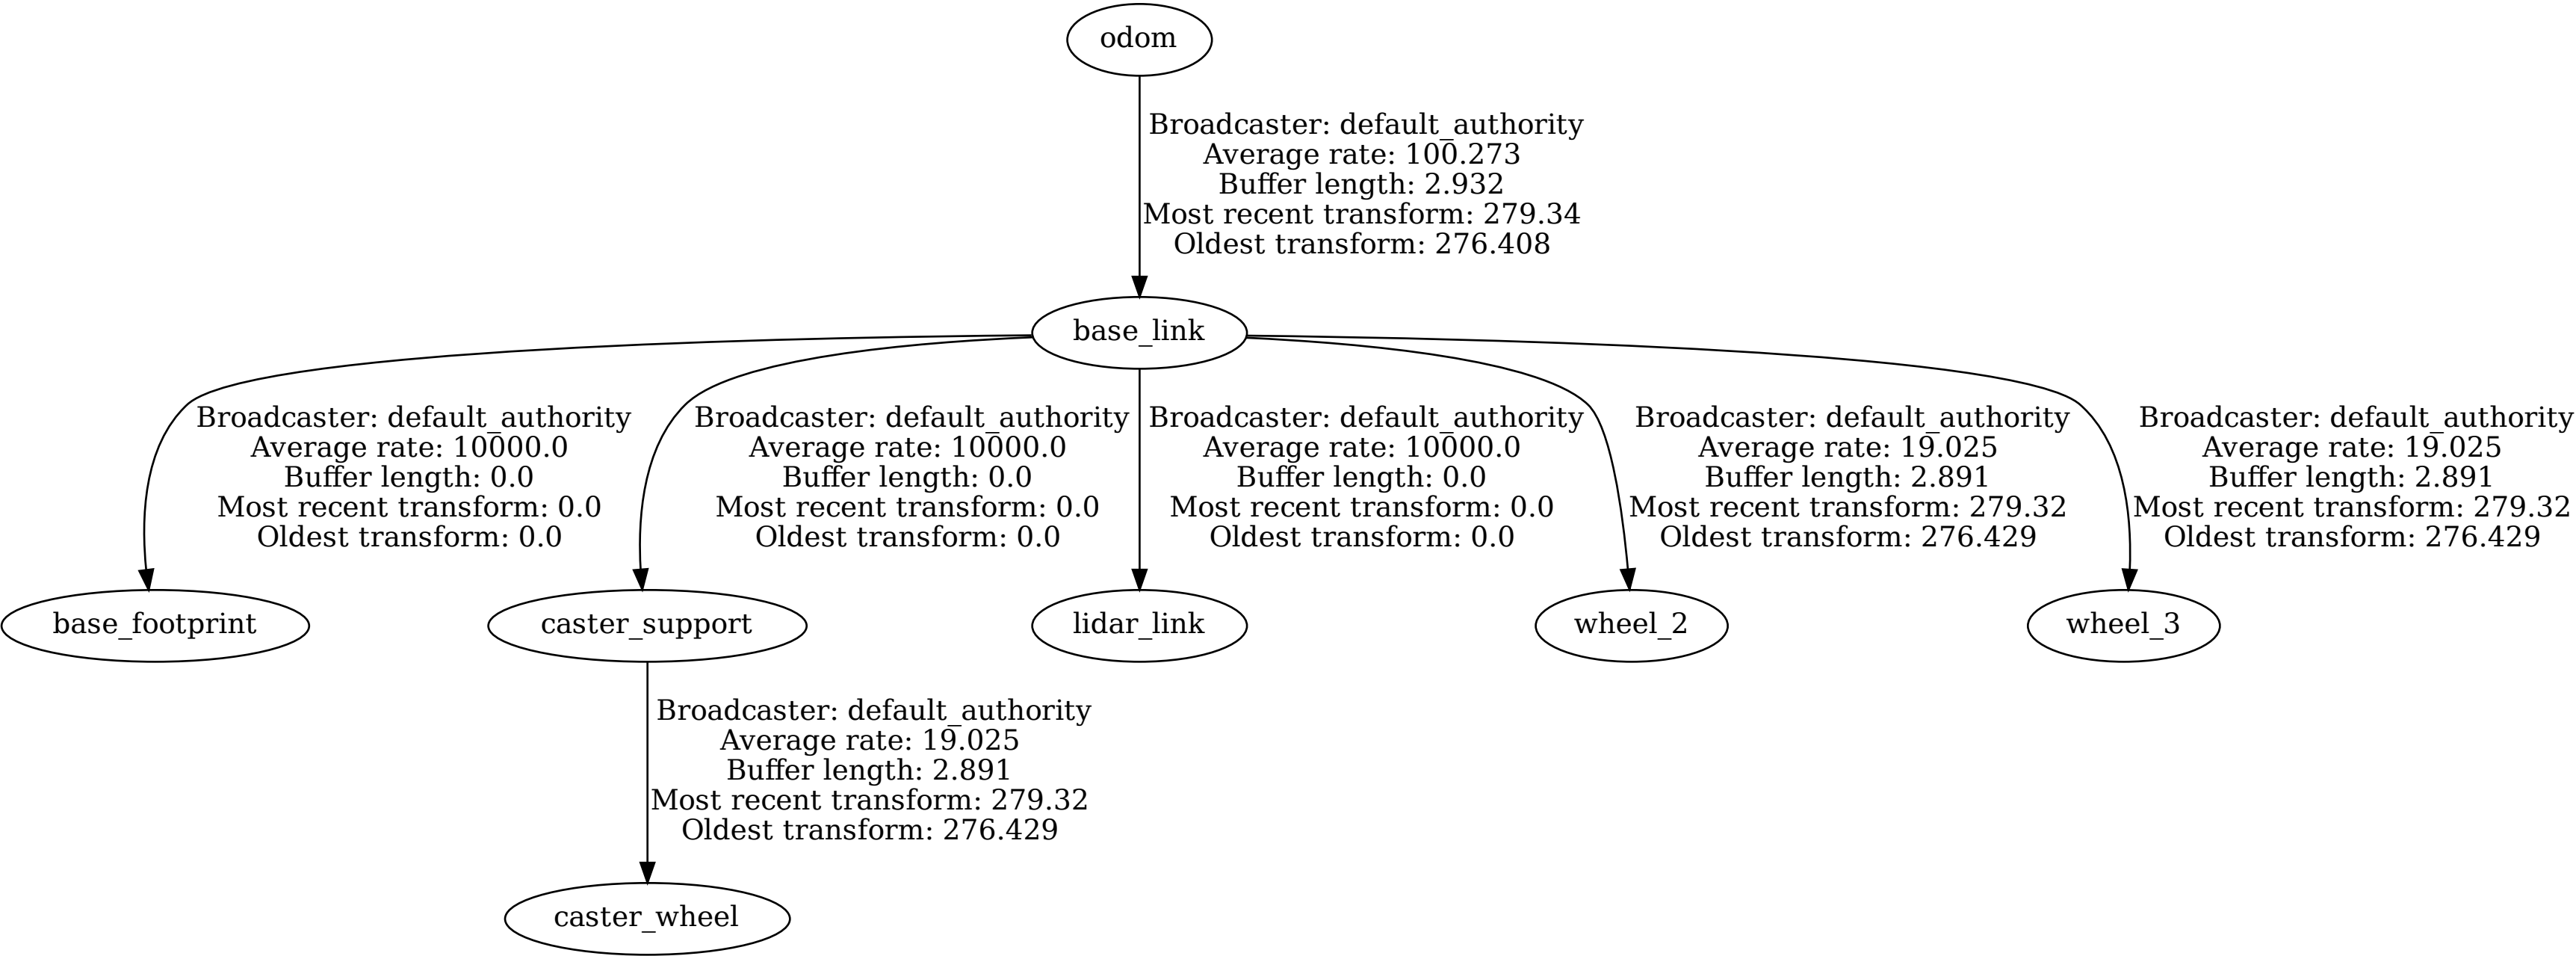 odom
Broadcaster: default_authority
Average rate: 100.273
Buffer length: 2.932
Most recent transform: 279.34
Oldest transform: 276.408
base_link
Broadcaster: default_authority
Average rate: 10000.0
Buffer length: 0.0
Most recent transform: 0.0
Oldest transform: 0.0
Broadcaster: default_authority
Average rate: 10000.0
Buffer length: 0.0
Most recent transform: 0.0
Oldest transform: 0.0
Broadcaster: default_authority
Average rate: 10000.0
Buffer length: 0.0
Most recent transform: 0.0
Oldest transform: 0.0
Broadcaster: default_authority
Average rate: 19.025
Buffer length: 2.891
Most recent transform: 279.32
Oldest transform: 276.429
Broadcaster: default_authority
Average rate: 19.025
Buffer length: 2.891
Most recent transform: 279.32
Oldest transform: 276.429
base_footprint
caster_support
lidar_link
wheel_2
wheel_3
Broadcaster: default_authority
Average rate: 19.025
Buffer length: 2.891
Most recent transform: 279.32
Oldest transform: 276.429
caster_wheel